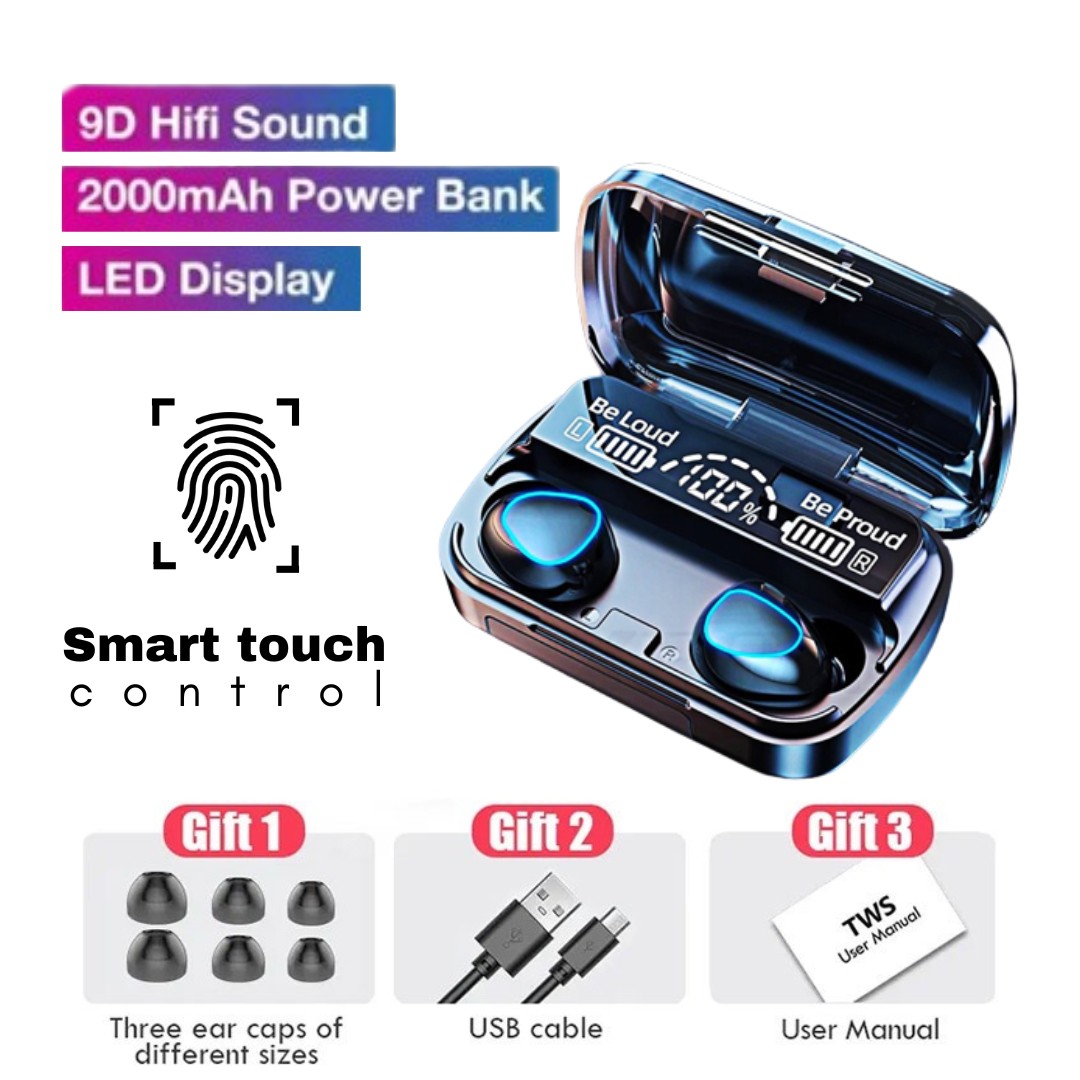 9D Hifi Sound
2000mAh Power Bank
LED Display
Be Loud
L
100%
Be Proud
R
L
R
Smart touch
control
Gift 1
Gift 2
Gift 3
TWS
User Manual
Three ear caps of
different sizes
USB cable
User Manual